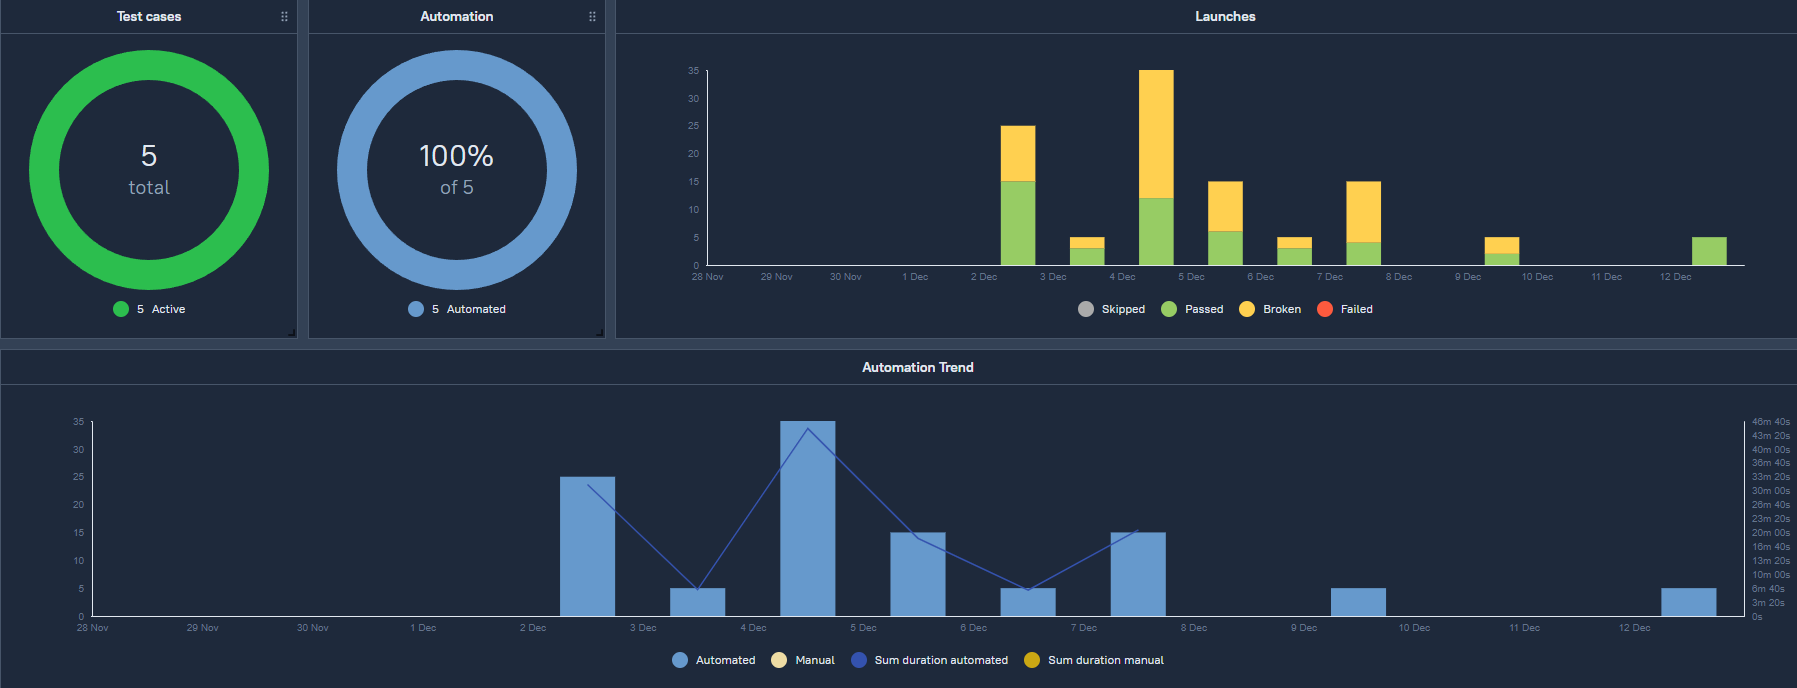 Test cases
Automation
Launches
5
total
5 Active
100%
of 5
5 Automated
35
30
25
20
15
10
5
0
28 Nov 29 Nov 30 Nov 1 Dec 2 Dec 3 Dec 4 Dec 5 Dec 6 Dec 7 Dec 8 Dec 9 Dec 10 Dec 11 Dec 12 Dec
Skipped Passed Broken Failed
Automation Trend
35
30
25
20
15
10
5
0
46m 40s
43m 20s
40m 00s
36m 40s
33m 20s
30m 00s
26m 40s
23m 20s
20m 00s
16m 40s
13m 20s
10m 00s
6m 40s
3m 20s
0s
28 Nov 29 Nov 30 Nov 1 Dec 2 Dec 3 Dec 4 Dec 5 Dec 6 Dec 7 Dec 8 Dec 9 Dec 10 Dec 11 Dec 12 Dec
Automated Manual Sum duration automated Sum duration manual